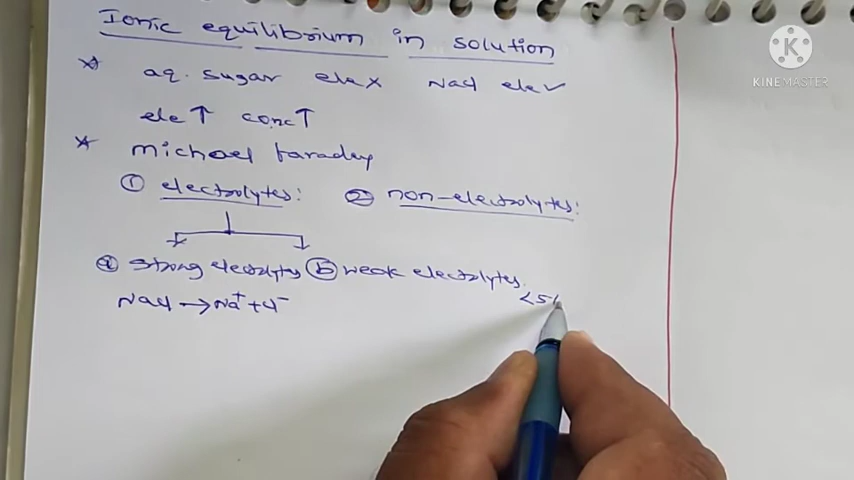 Ionic equilibrium in solution
K
KINEMASTER
* aq. sugar ele x NaCl ele ✓
ele ↑ conc ↑
* michael faraday
① electrolytes: ② non-electrolytes:
ⓐ strong electrolytes ⓑ weak electrolytes.
NaCl → Na⁺ + Cl⁻ <5